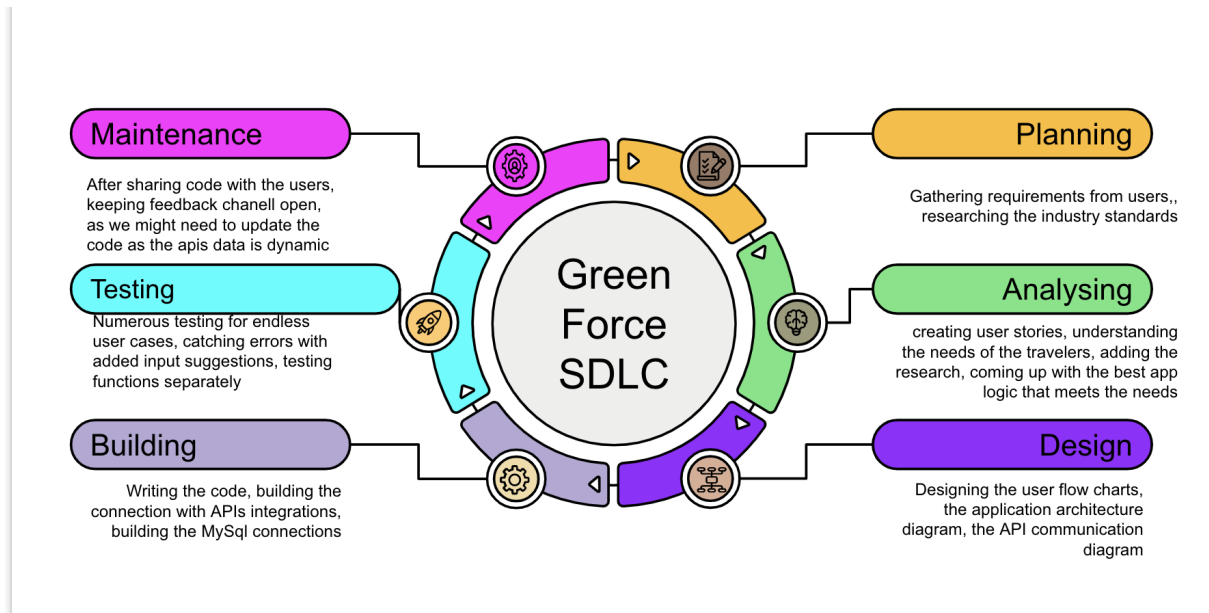 Maintenance
After sharing code with the users,
keeping feedback chanell open,
as we might need to update the
code as the apis data is dynamic
Testing
Numerous testing for endless
user cases, catching errors with
added input suggestions, testing
functions separately
Building
Writing the code, building the
connection with APIs integrations,
building the MySql connections
Green
Force
SDLC
Planning
Gathering requirements from users,,
researching the industry standards
Analysing
creating user stories, understanding
the needs of the travelers, adding the
research, coming up with the best app
logic that meets the needs
Design
Designing the user flow charts,
the application architecture
diagram, the API communication
diagram